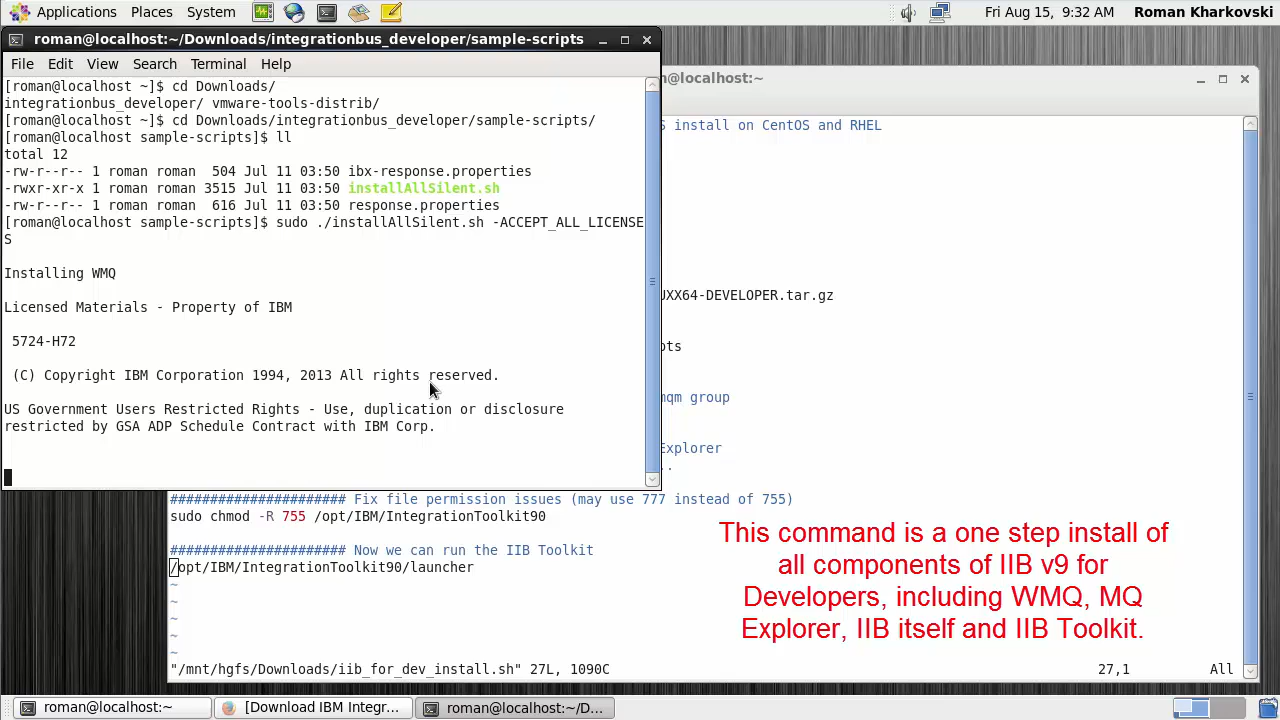 Applications Places System Fri Aug 15, 9:32 AM Roman Kharkovski
roman@localhost:~/Downloads/integrationbus_developer/sample-scripts
File Edit View Search Terminal Help
[roman@localhost ~]$ cd Downloads/
integrationbus_developer/ vmware-tools-distrib/
[roman@localhost ~]$ cd Downloads/integrationbus_developer/sample-scripts/
[roman@localhost sample-scripts]$ ll
total 12
-rw-r--r-- 1 roman roman  504 Jul 11 03:50 ibx-response.properties
-rwxr-xr-x 1 roman roman 3515 Jul 11 03:50 installAllSilent.sh
-rw-r--r-- 1 roman roman  616 Jul 11 03:50 response.properties
[roman@localhost sample-scripts]$ sudo ./installAllSilent.sh -ACCEPT_ALL_LICENSE
S
Installing WMQ
Licensed Materials - Property of IBM
5724-H72
(C) Copyright IBM Corporation 1994, 2013 All rights reserved.
US Government Users Restricted Rights - Use, duplication or disclosure
restricted by GSA ADP Schedule Contract with IBM Corp.
@localhost:~
S install on CentOS and RHEL
UXX64-DEVELOPER.tar.gz
pts
mqm group
Explorer
..
###################### Fix file permission issues (may use 777 instead of 755)
sudo chmod -R 755 /opt/IBM/IntegrationToolkit90
###################### Now we can run the IIB Toolkit
/opt/IBM/IntegrationToolkit90/launcher
~
~
~
~
~
"/mnt/hgfs/Downloads/iib_for_dev_install.sh" 27L, 1090C 27,1 All
This command is a one step install of
all components of IIB v9 for
Developers, including WMQ, MQ
Explorer, IIB itself and IIB Toolkit.
roman@localhost:~ [Download IBM Integr... roman@localhost:~/D...